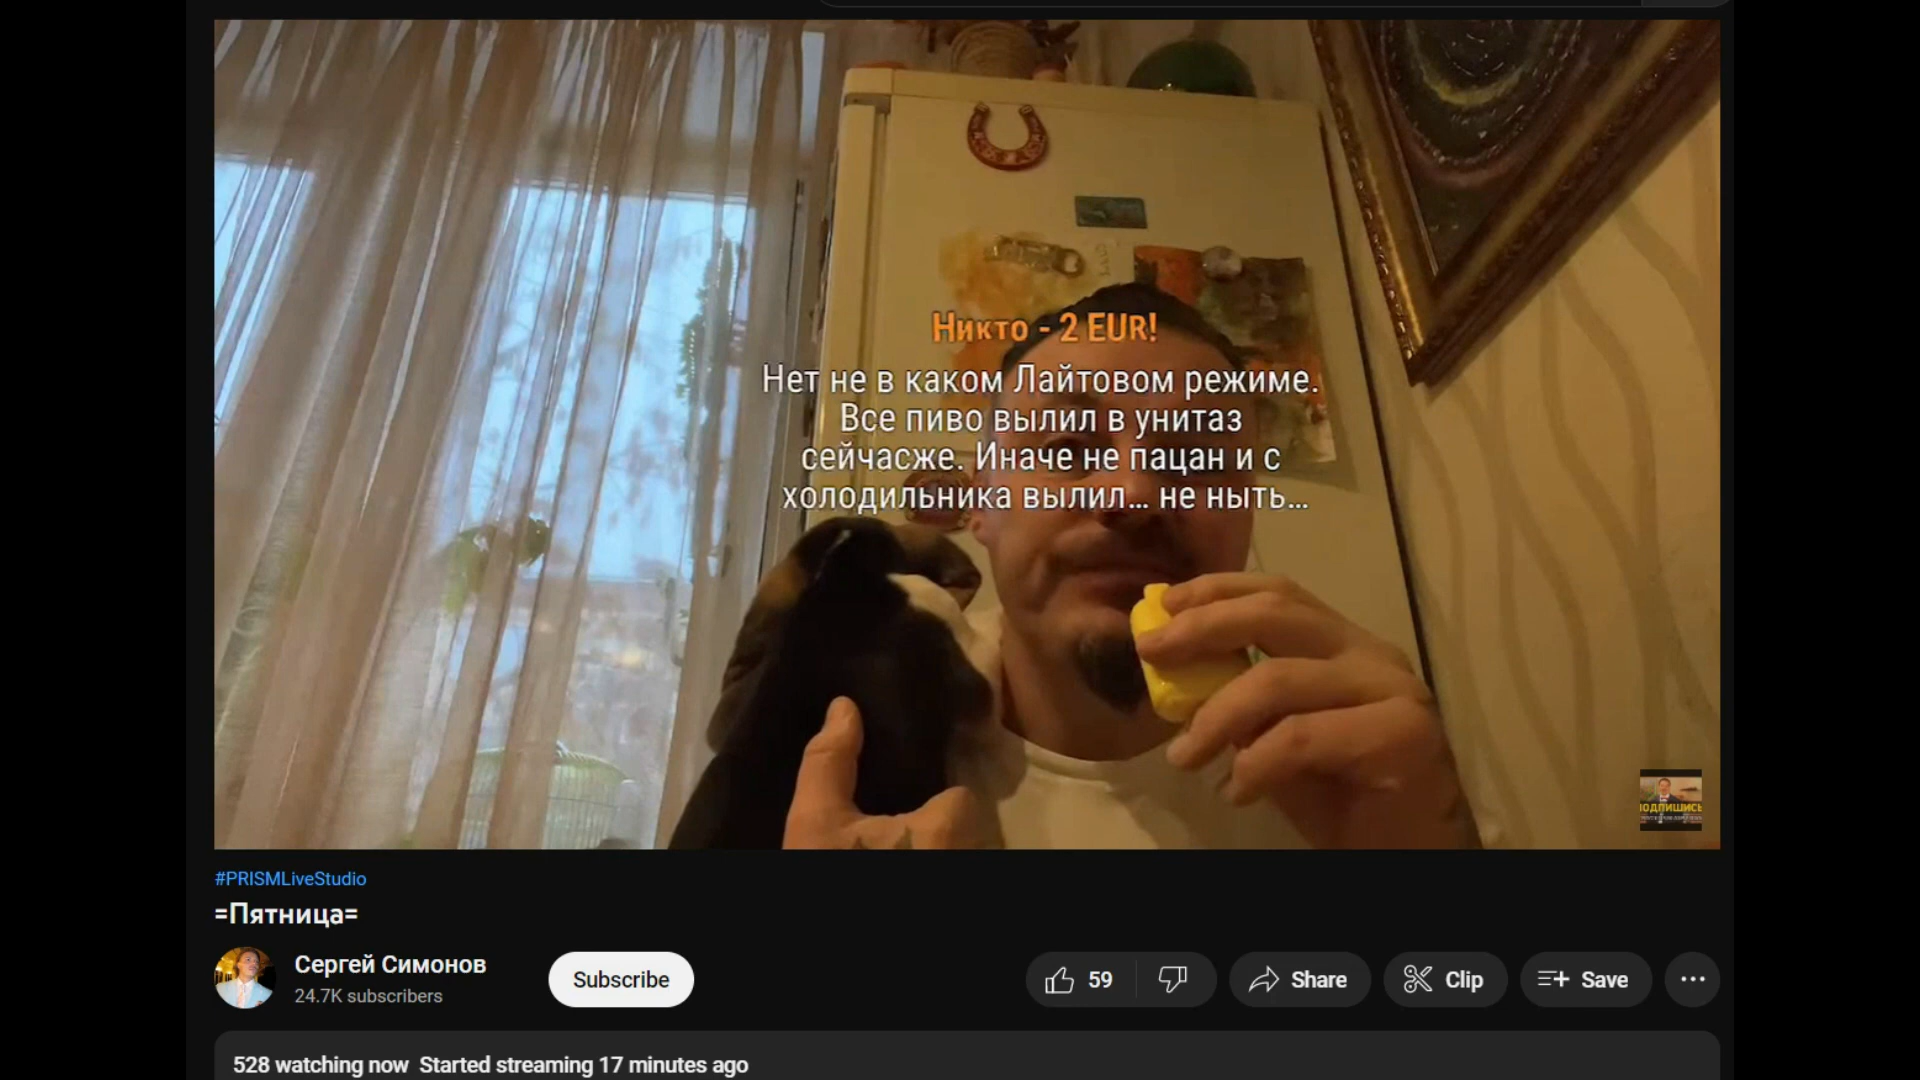 Никто - 2 EUR!
Нет не в каком Лайтовом режиме.
Все пиво вылил в унитаз
сейчасже. Иначе не пацан и с
холодильника вылил... не ныть...
ПОДПИШИСЬ
#PRISMLiveStudio
=Пятница=
Сергей Симонов
24.7K subscribers
Subscribe
59
Share
Clip
Save
528 watching now Started streaming 17 minutes ago